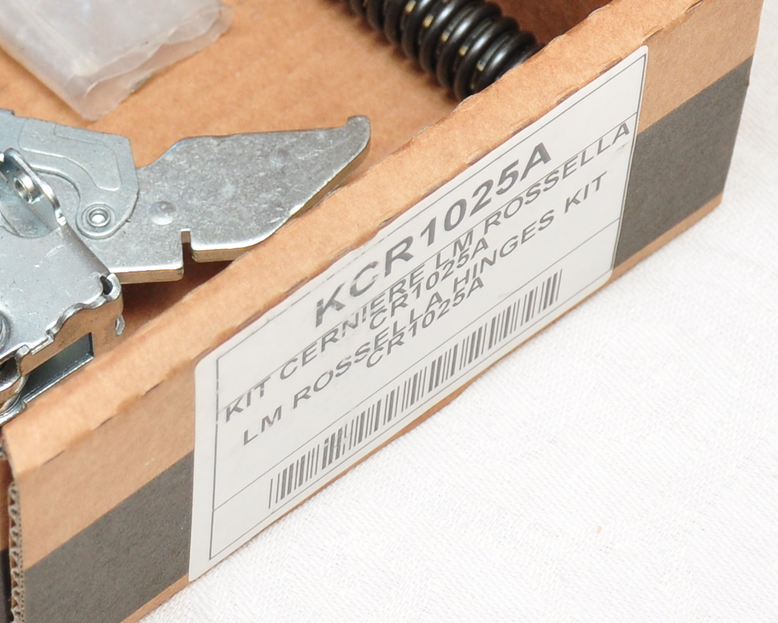 KCR1025A
KIT CERNIERE LM ROSSELLA
CR1025A
LM ROSSELLA HINGES KIT
CR1025A